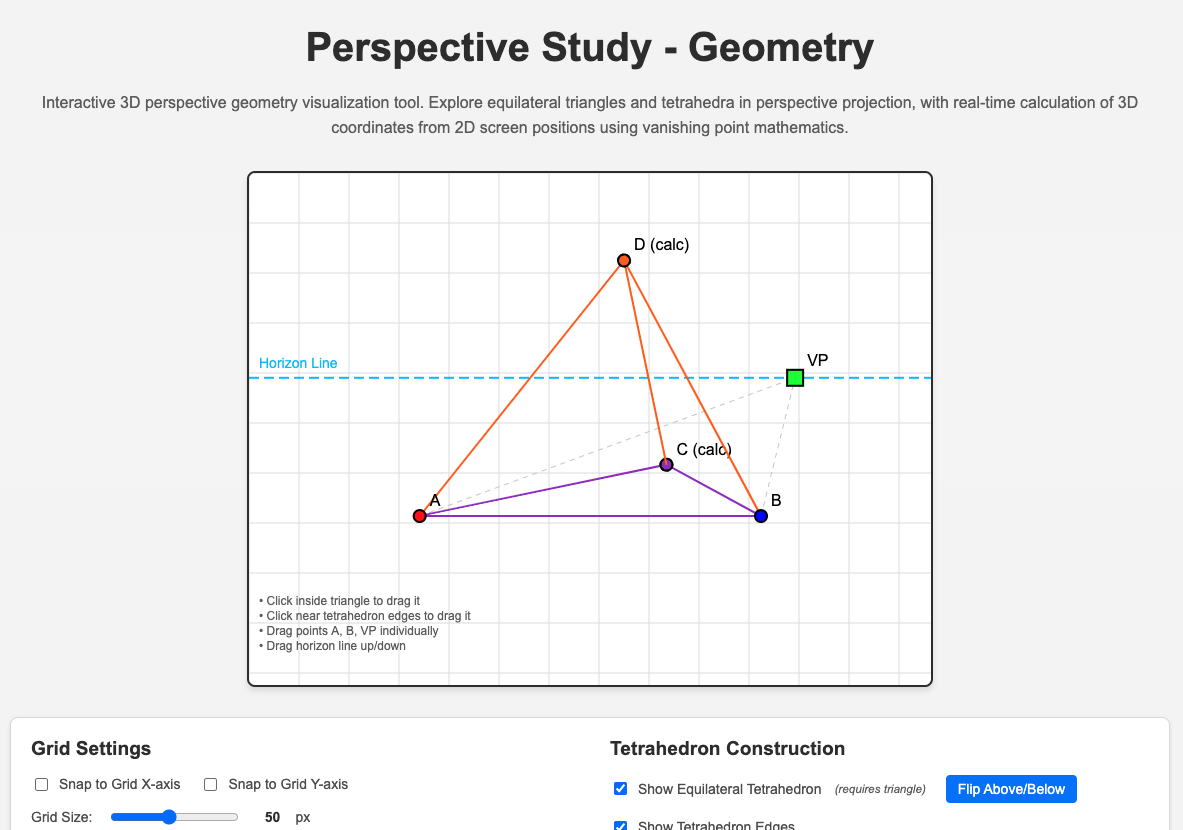 Perspective Study - Geometry
Interactive 3D perspective geometry visualization tool. Explore equilateral triangles and tetrahedra in perspective projection, with real-time calculation of 3D
coordinates from 2D screen positions using vanishing point mathematics.
D (calc)
Horizon Line
VP
C (calc)
A
B
• Click inside triangle to drag it
• Click near tetrahedron edges to drag it
• Drag points A, B, VP individually
• Drag horizon line up/down
Grid Settings
Snap to Grid X-axis Snap to Grid Y-axis
Grid Size: 50 px
Tetrahedron Construction
Show Equilateral Tetrahedron (requires triangle) Flip Above/Below
Show Tetrahedron Edges